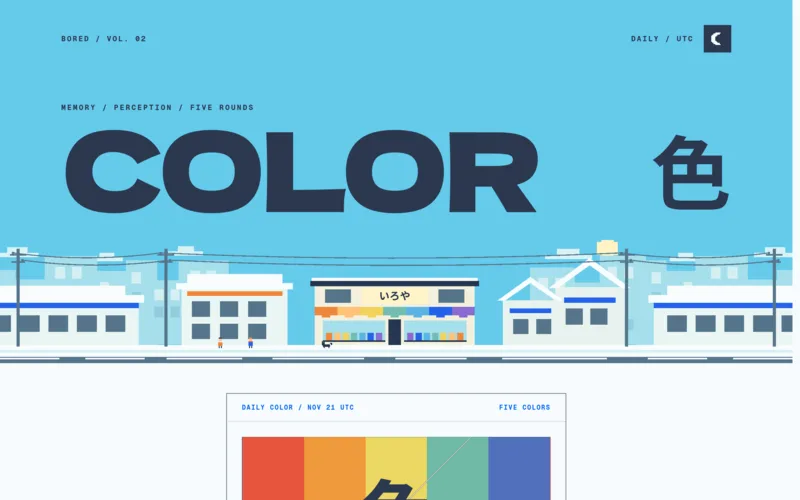 BORED / VOL. 02
DAILY / UTC
MEMORY / PERCEPTION / FIVE ROUNDS
COLOR
色
いろや
DAILY COLOR / NOV 21 UTC
FIVE COLORS